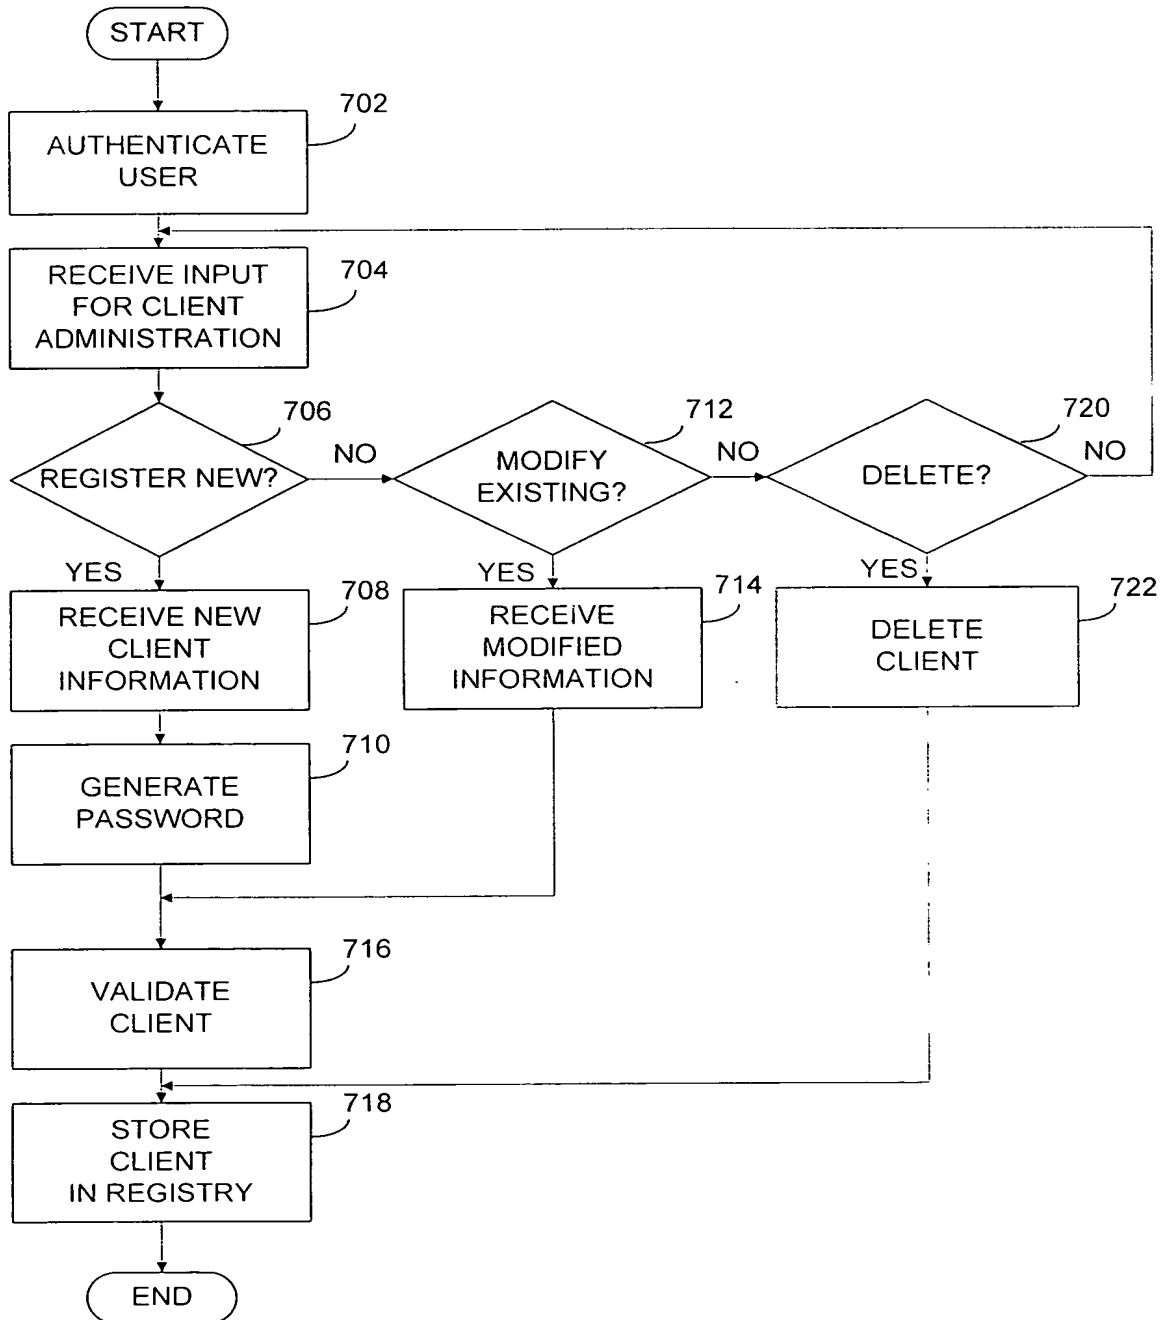 START
702
AUTHENTICATE
USER
704
RECEIVE INPUT
FOR CLIENT
ADMINISTRATION
706
REGISTER NEW?
NO
712
MODIFY
EXISTING?
NO
720
DELETE?
NO
YES
708
RECEIVE NEW
CLIENT
INFORMATION
YES
714
RECEIVE
MODIFIED
INFORMATION
YES
722
DELETE
CLIENT
710
GENERATE
PASSWORD
716
VALIDATE
CLIENT
718
STORE
CLIENT
IN REGISTRY
END